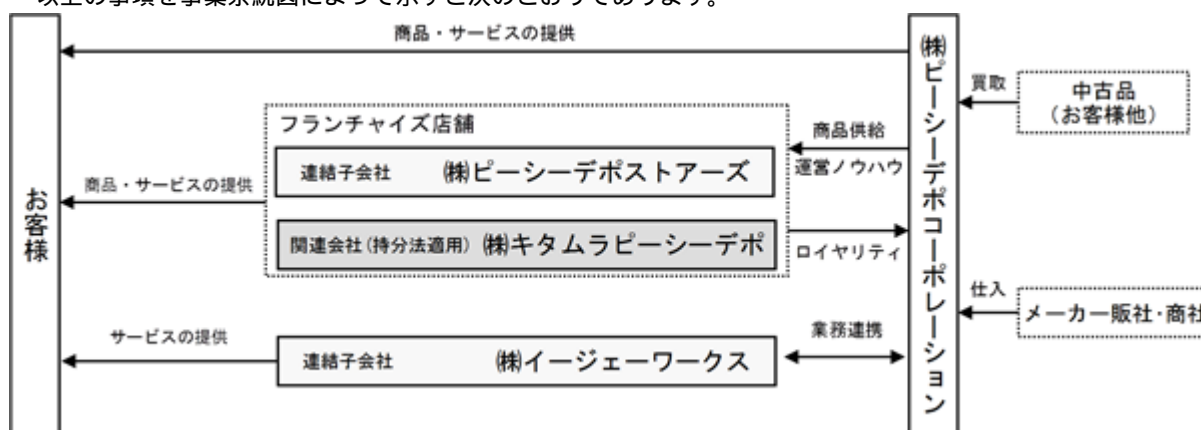 以上の事項を事業系統図によって示すと次のとおりであります。
商品・サービスの提供
㈱ピーシーデポコーポレーション
買取
中古品
(お客様他)
フランチャイズ店舗
商品供給
運営ノウハウ
連結子会社 ㈱ピーシーデポストアーズ
商品・サービスの提供
お客様
関連会社(持分法適用) ㈱キタムラピーシーデポ
ロイヤリティ
仕入
メーカー販社・商社
サービスの提供
業務連携
連結子会社 ㈱イージェーワークス